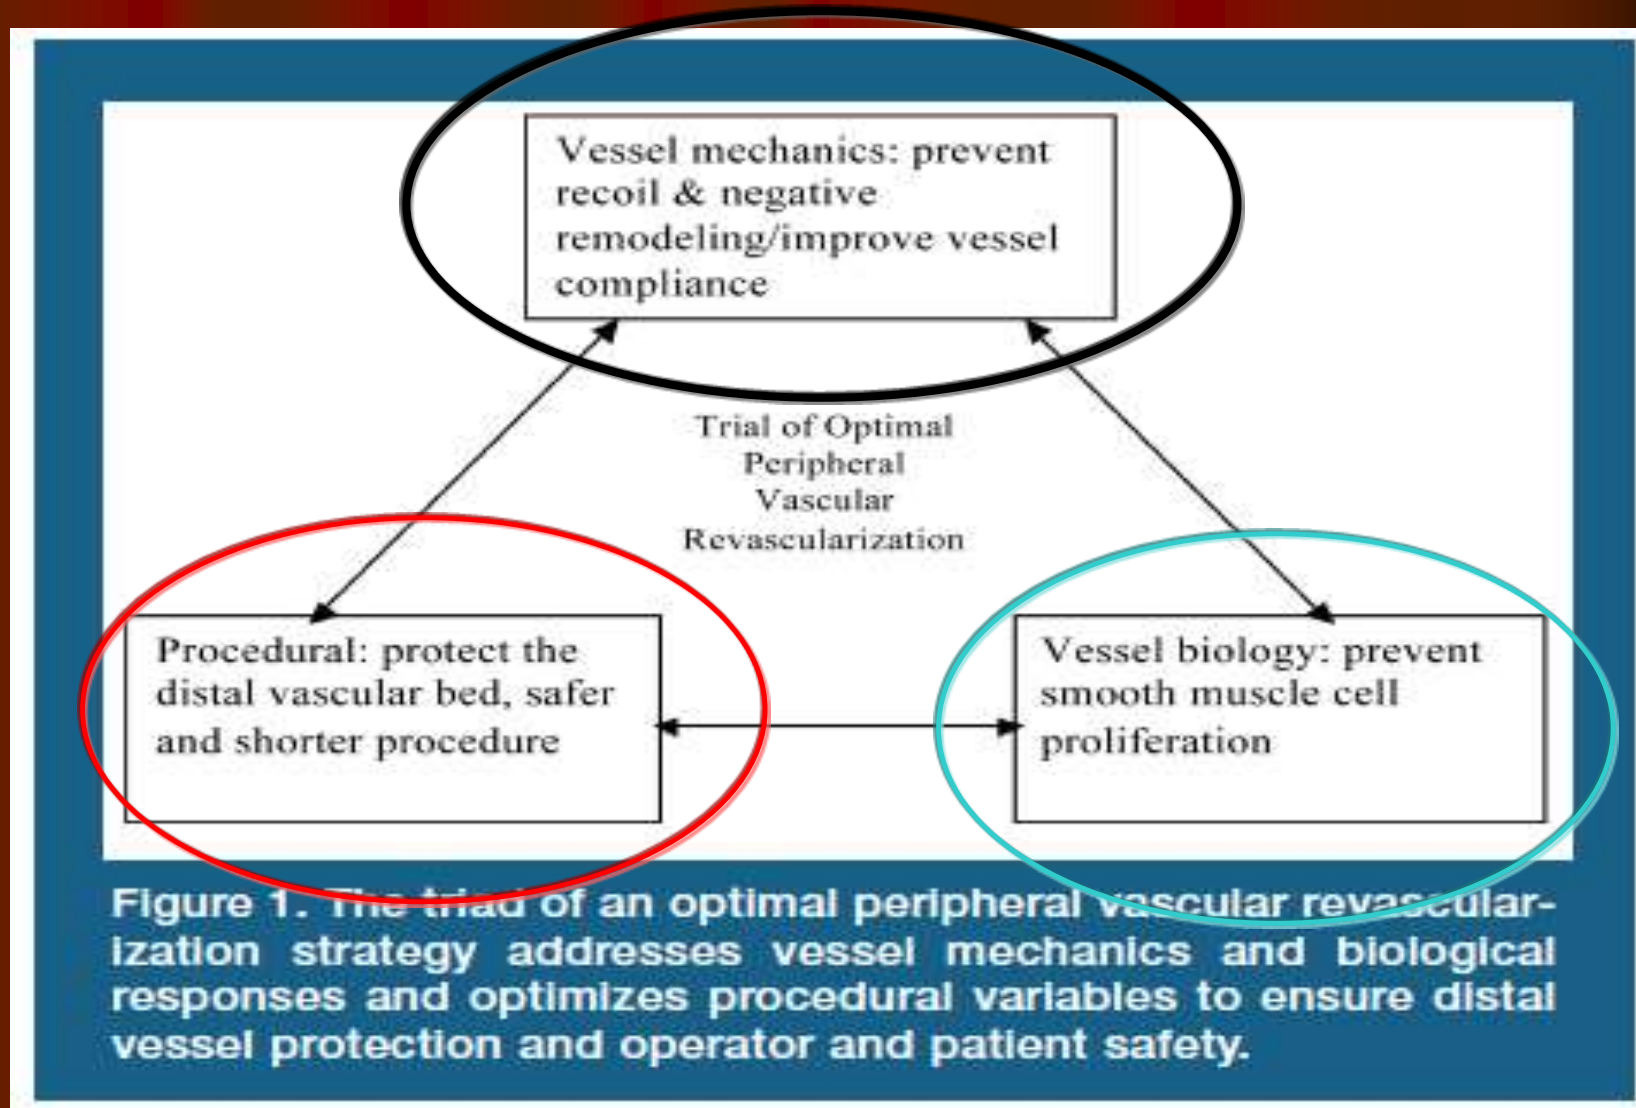 Vessel mechanics: prevent
recoil & negative
remodeling/improve vessel
compliance
Trial of Optimal
Peripheral
Vascular
Revascularization
Procedural: protect the
distal vascular bed, safer
and shorter procedure
Vessel biology: prevent
smooth muscle cell
proliferation
Figure 1. The triad of an optimal peripheral vascular revascular-
ization strategy addresses vessel mechanics and biological
responses and optimizes procedural variables to ensure distal
vessel protection and operator and patient safety.